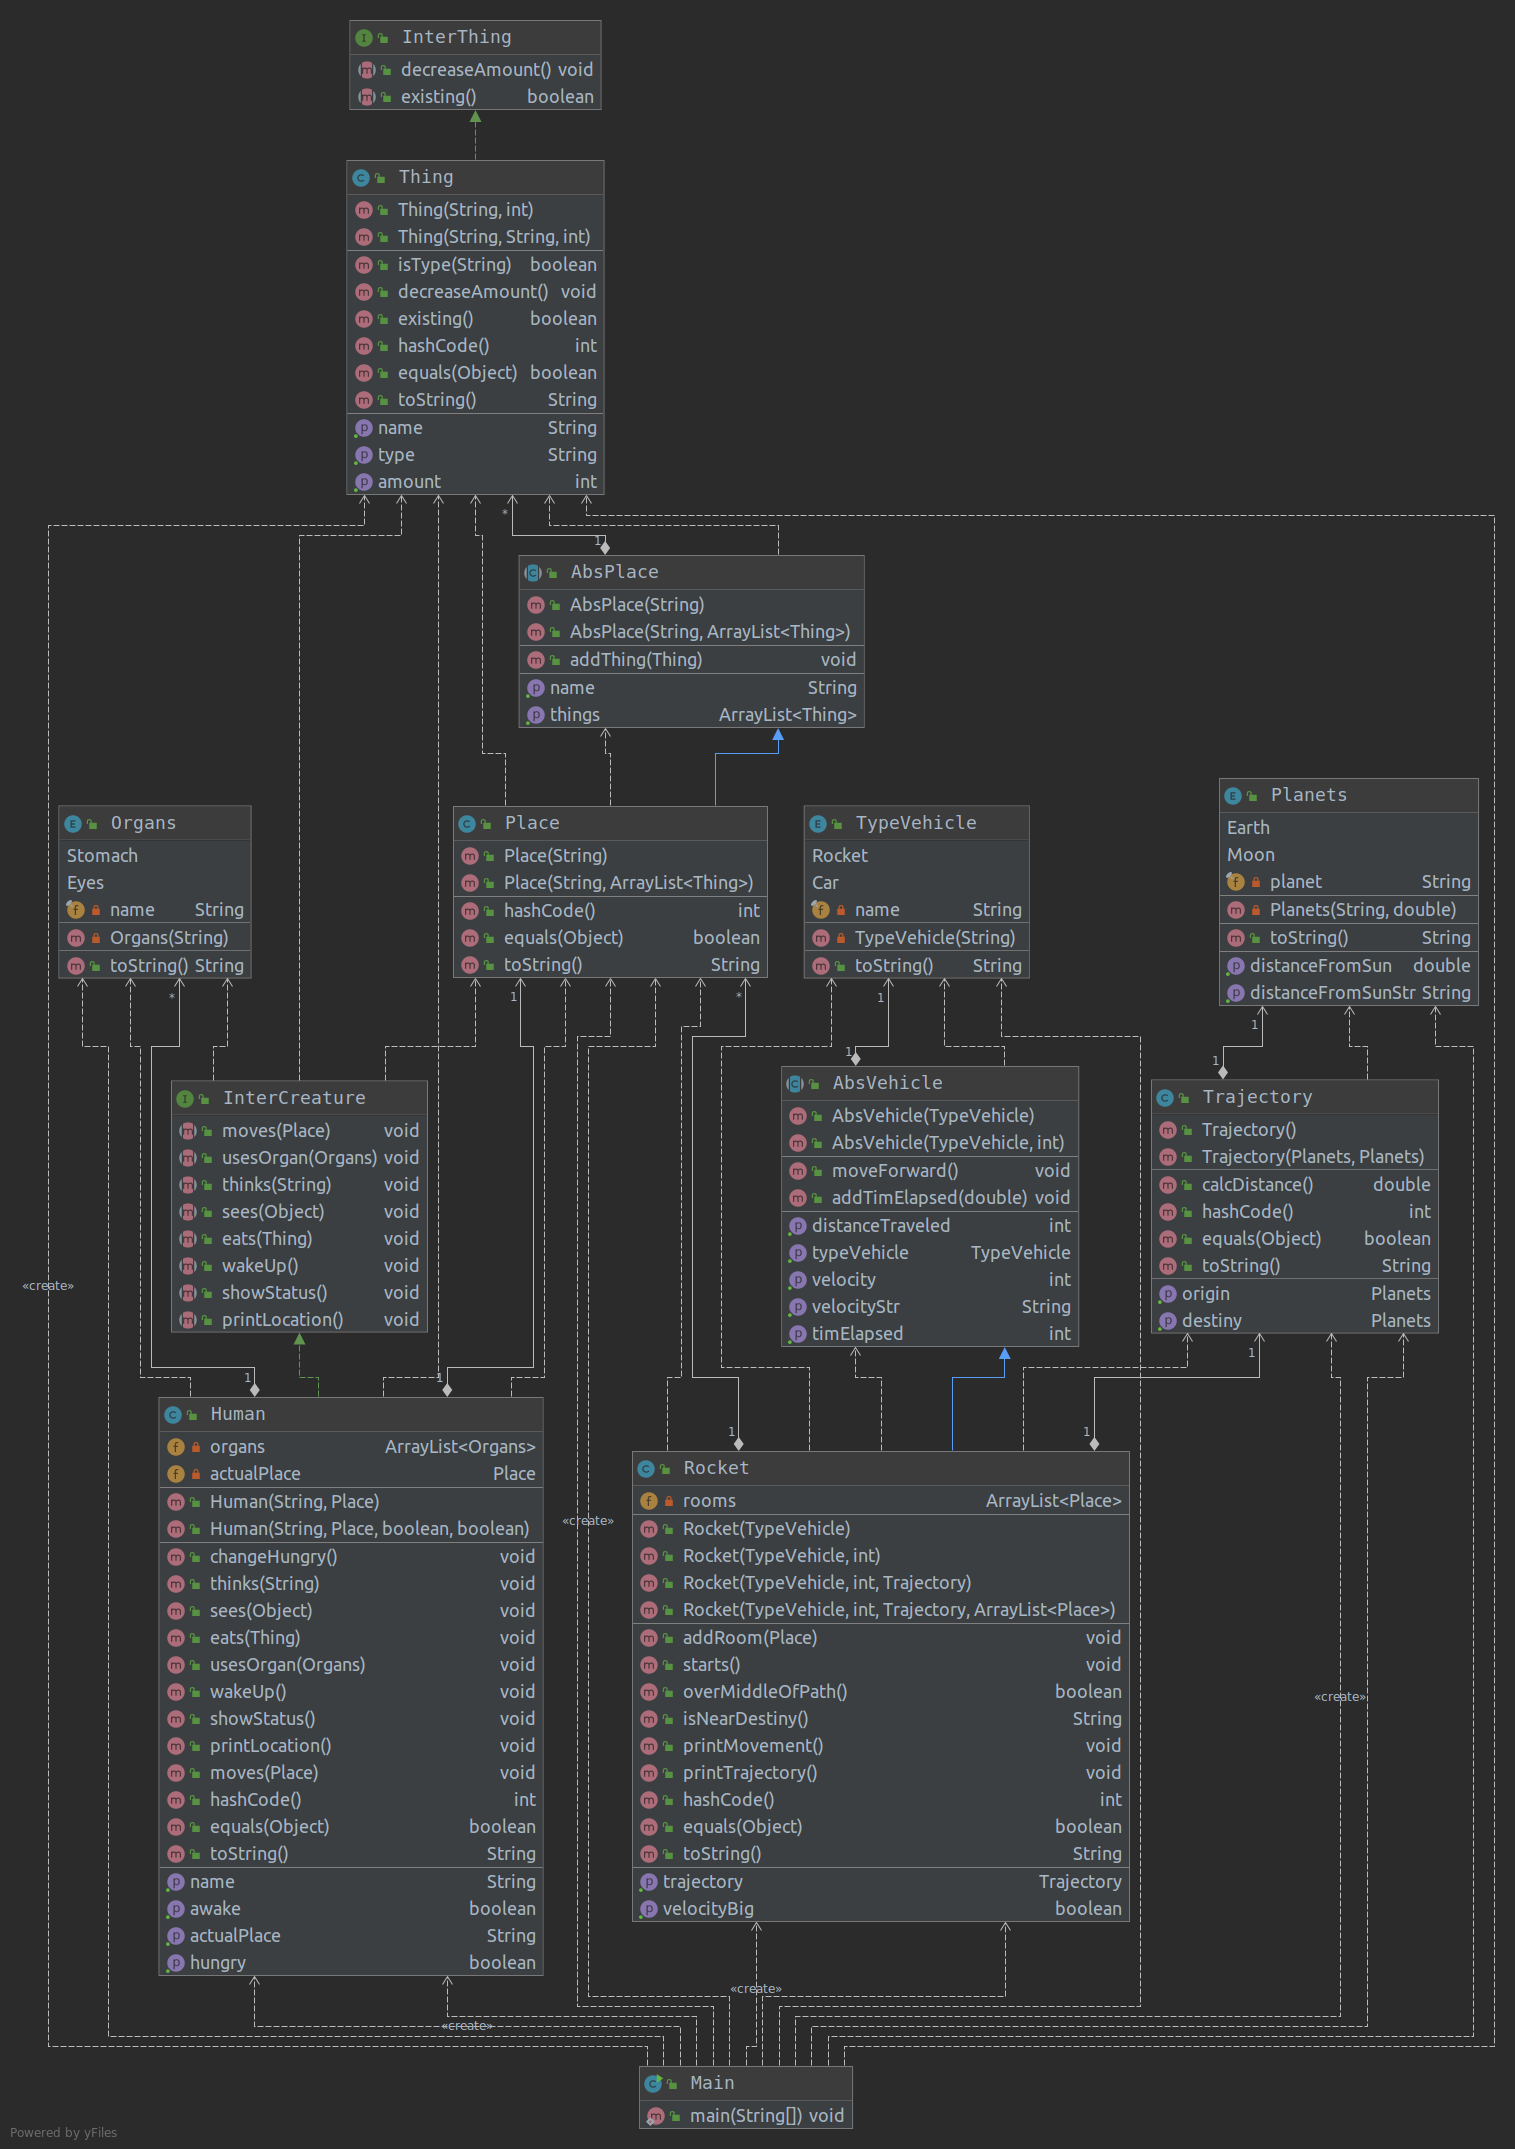 InterThing
decreaseAmount() void
existing() boolean
Thing
Thing(String, int)
Thing(String, String, int)
isType(String) boolean
decreaseAmount() void
existing() boolean
hashCode() int
equals(Object) boolean
toString() String
name String
type String
amount int
*
1
AbsPlace
AbsPlace(String)
AbsPlace(String, ArrayList<Thing>)
addThing(Thing) void
name String
things ArrayList<Thing>
Organs
Stomach
Eyes
name String
Organs(String)
toString() String
Place
Place(String)
Place(String, ArrayList<Thing>)
hashCode() int
equals(Object) boolean
toString() String
TypeVehicle
Rocket
Car
name String
TypeVehicle(String)
toString() String
Planets
Earth
Moon
planet String
Planets(String, double)
toString() String
distanceFromSun double
distanceFromSunStr String
*
1
*
1
1
1
1
InterCreature
moves(Place) void
usesOrgan(Organs) void
thinks(String) void
sees(Object) void
eats(Thing) void
wakeUp() void
showStatus() void
printLocation() void
AbsVehicle
AbsVehicle(TypeVehicle)
AbsVehicle(TypeVehicle, int)
moveForward() void
addTimElapsed(double) void
distanceTraveled int
typeVehicle TypeVehicle
velocity int
velocityStr String
timElapsed int
Trajectory
Trajectory()
Trajectory(Planets, Planets)
calcDistance() double
hashCode() int
equals(Object) boolean
toString() String
origin Planets
destiny Planets
«create»
1
1
1
1
1
Human
organs ArrayList<Organs>
actualPlace Place
Human(String, Place)
Human(String, Place, boolean, boolean)
changeHungry() void
thinks(String) void
sees(Object) void
eats(Thing) void
usesOrgan(Organs) void
wakeUp() void
showStatus() void
printLocation() void
moves(Place) void
hashCode() int
equals(Object) boolean
toString() String
name String
awake boolean
actualPlace String
hungry boolean
«create»
Rocket
rooms ArrayList<Place>
Rocket(TypeVehicle)
Rocket(TypeVehicle, int)
Rocket(TypeVehicle, int, Trajectory)
Rocket(TypeVehicle, int, Trajectory, ArrayList<Place>)
addRoom(Place) void
starts() void
overMiddleOfPath() boolean
isNearDestiny() String
printMovement() void
printTrajectory() void
hashCode() int
equals(Object) boolean
toString() String
trajectory Trajectory
velocityBig boolean
«create»
«create»
«create»
Main
main(String[]) void
Powered by yFiles